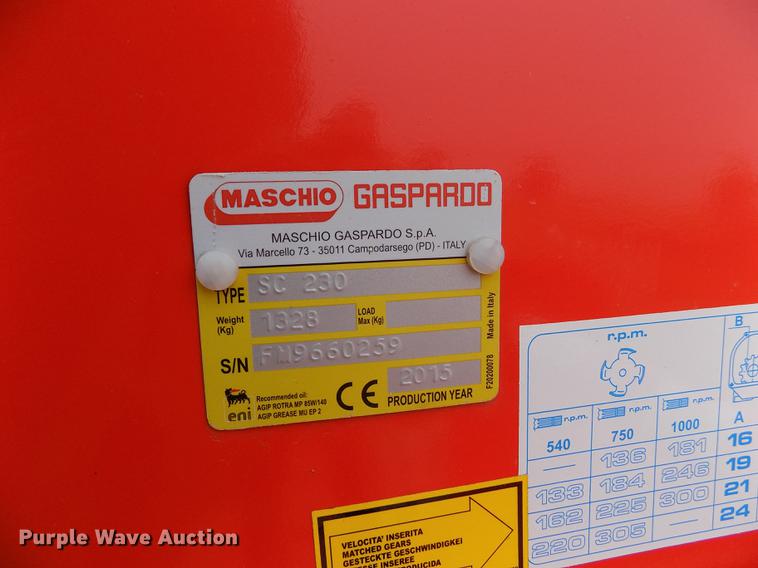 MASCHIO GASPARDO
MASCHIO GASPARDO S.p.A.
Via Marcello 73 - 35011 Campodarsego (PD) - ITALY
TYPE SC 230
Weight (Kg) 1328 LOAD Max (Kg)
S/N FM9660259
2015
PRODUCTION YEAR
Made in Italy
F20200078
eni
Recommended oil:
AGIP ROTRA MP 85W/140
AGIP GREASE MU EP 2
CE
r.p.m. B
r.p.m. r.p.m. r.p.m.
540 750 1000 A
— 136 181 16
133 184 246 19
162 225 300 21
220 305 — 24
VELOCITA' INSERITA
MATCHED GEARS
GESTECKTE GESCHWINDIGKEI
INSEREE
Purple Wave Auction